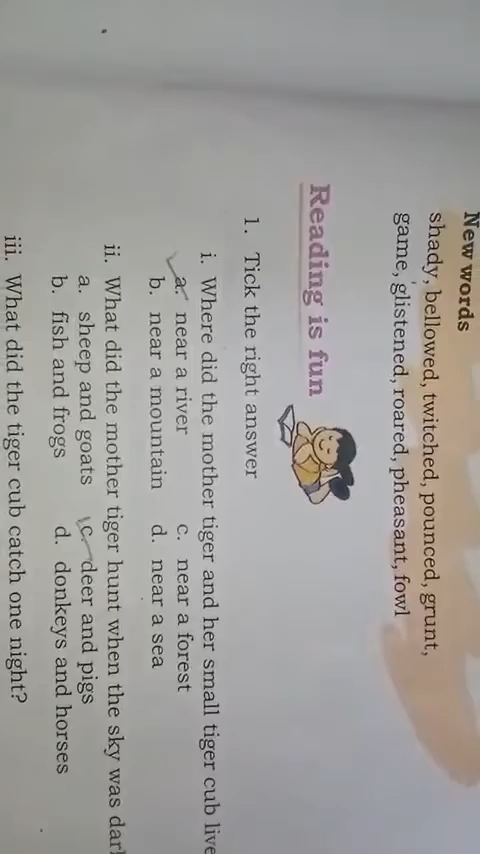 New words
shady, bellowed, twitched, pounced, grunt,
game, glistened, roared, pheasant, fowl
Reading is fun
1. Tick the right answer
i. Where did the mother tiger and her small tiger cub live
a. near a river c. near a forest
b. near a mountain d. near a sea
ii. What did the mother tiger hunt when the sky was dar
a. sheep and goats c. deer and pigs
b. fish and frogs d. donkeys and horses
iii. What did the tiger cub catch one night?